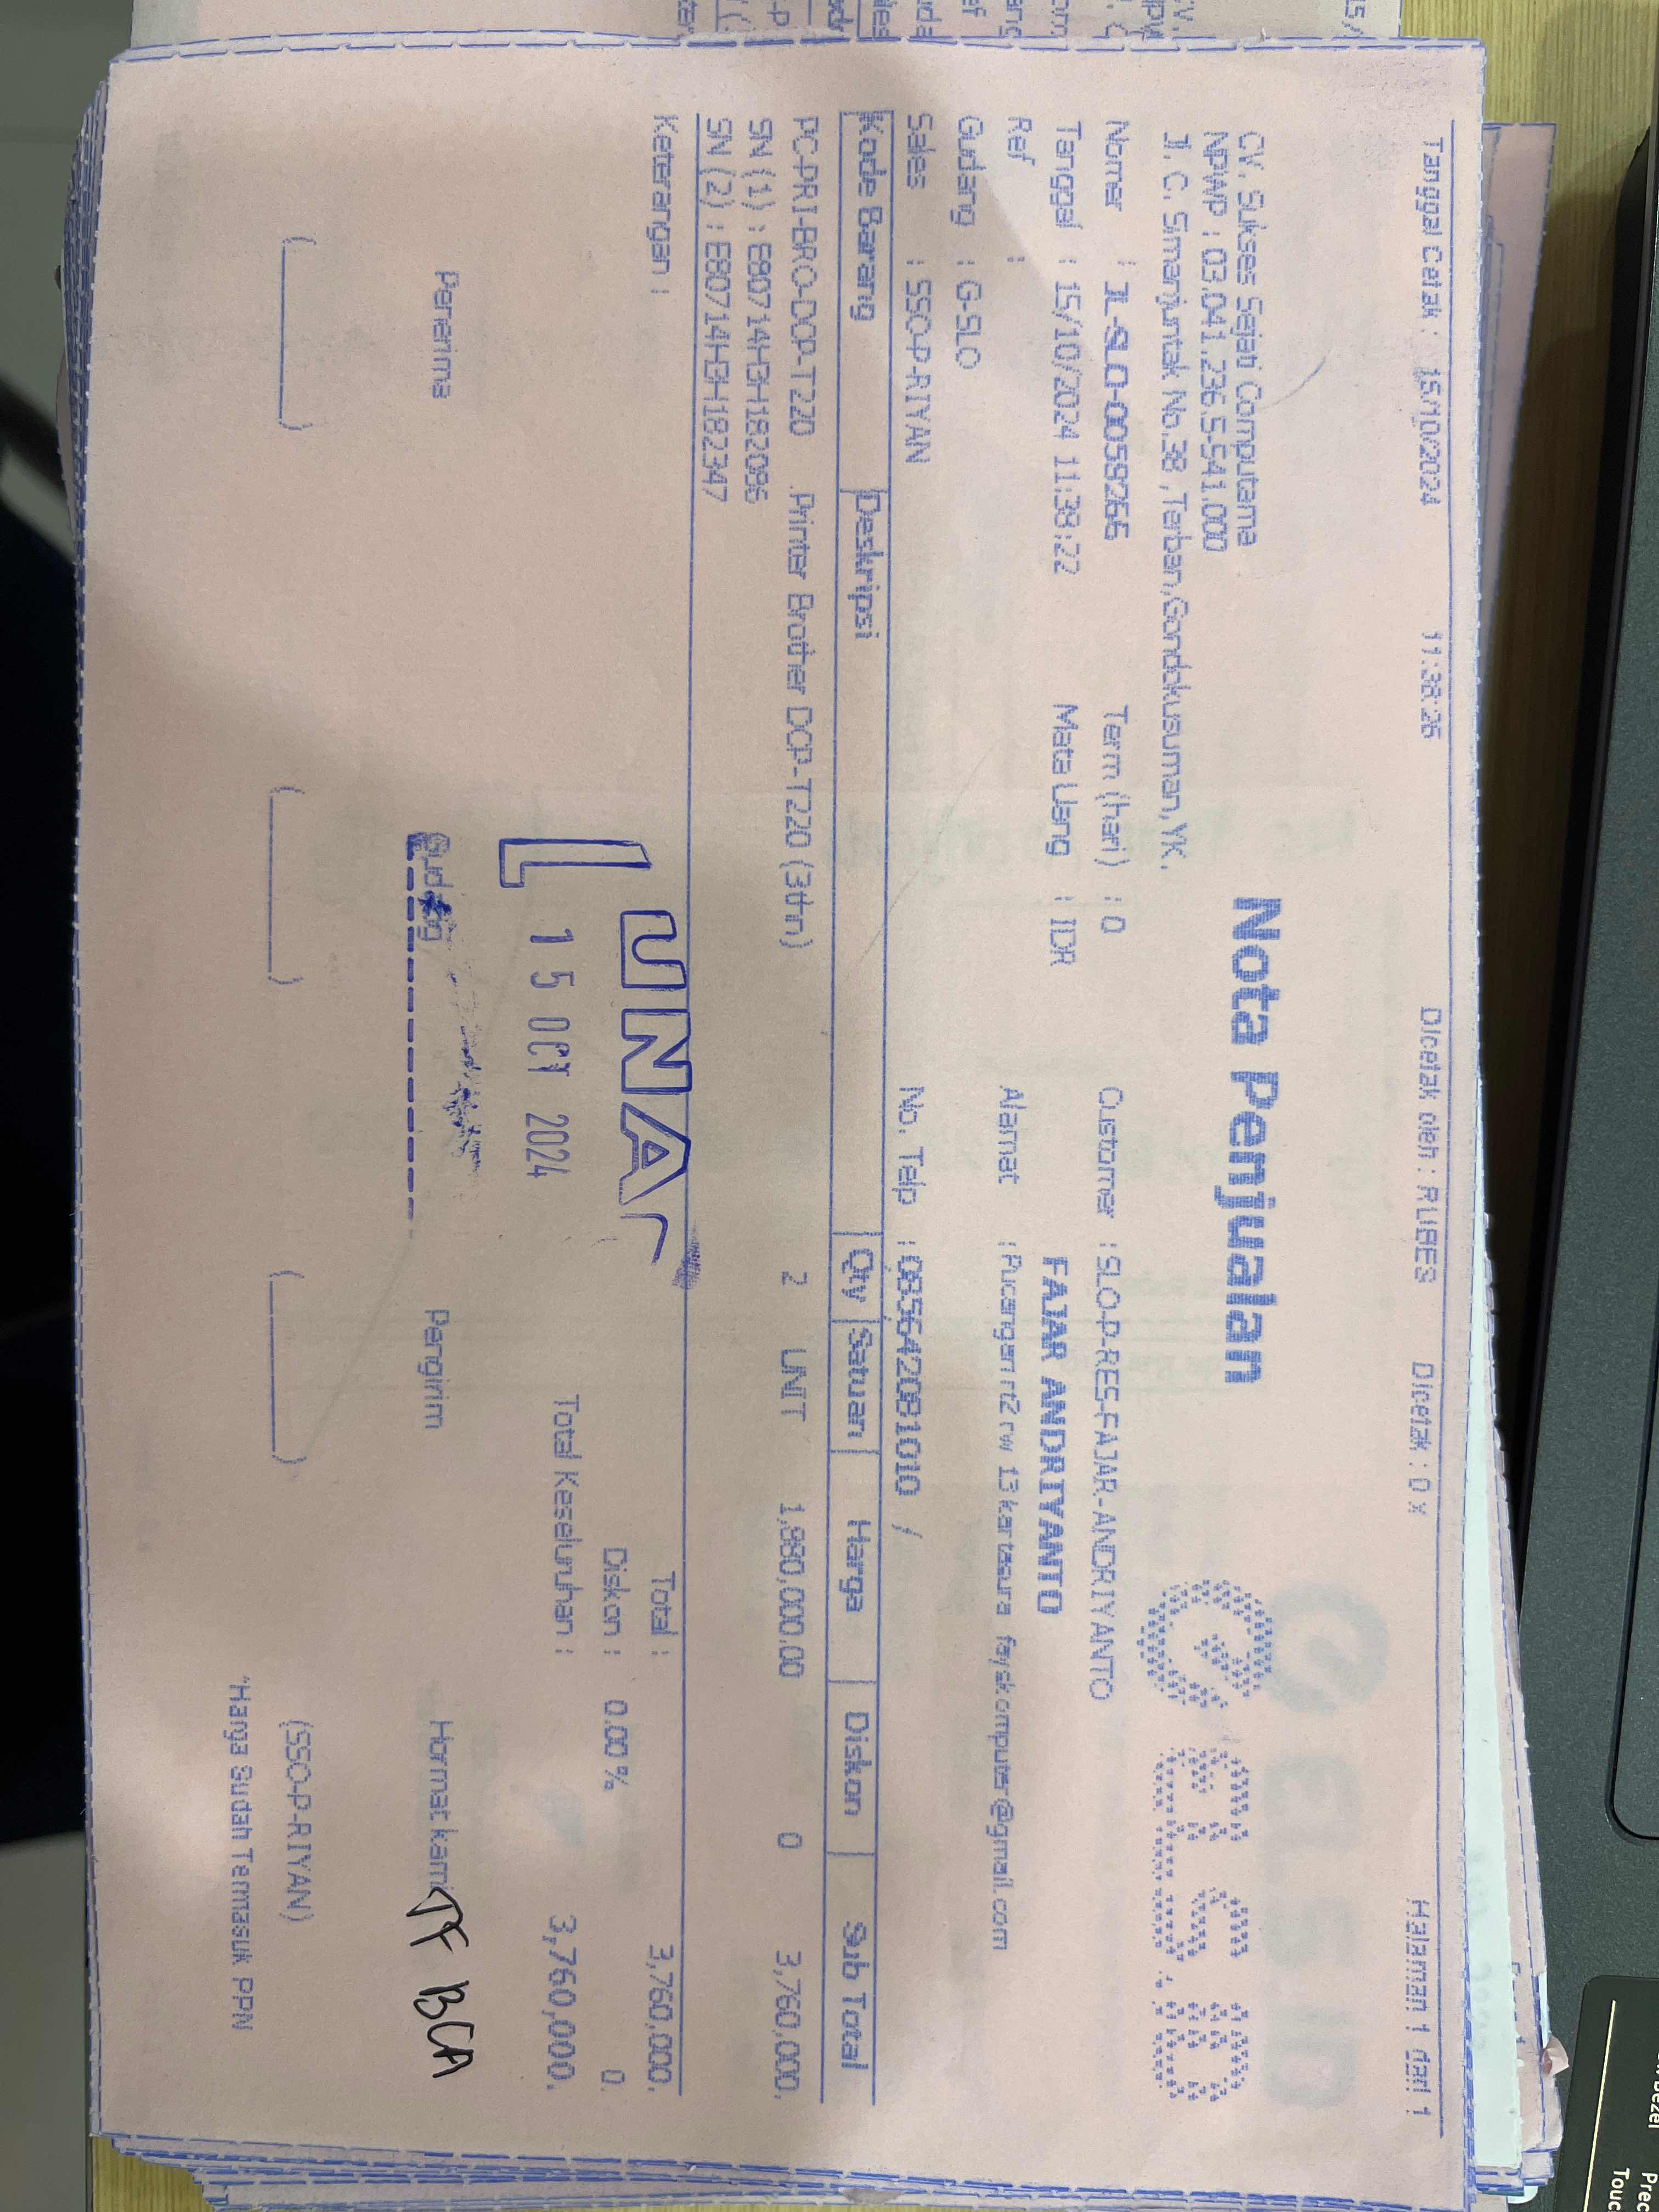 Tanggal Cetak : 15/10/2024 11:38:26 Dicetak oleh : RUBES Dicetak : 0 x Halaman 1 dari 1
Nota Penjualan
CV. Sukses Sejati Computama
NPWP : 03.041.236.5-541.000
Jl. C. Simanjuntak No.38 ,Terban,Gondokusuman,YK.
Nomer : JL-SLO-0059266 Term (hari) : 0 Customer : SLO-P-RES-FAJAR-ANDRIYANTO
Tanggal : 15/10/2024 11:38:22 Mata Uang : IDR FAJAR ANDRIYANTO
Ref : Alamat : Pucangan rt2 rw 13 kartasura fayskomputer@gmail.com
Gudang : G-SLO
Sales : SSO-P-RIYAN No. Telp : 085642081010 /
Kode Barang Deskripsi Qty Satuan Harga Diskon Sub Total
PC-PRI-BRO-DCP-T220 Printer Brother DCP-T220 (3thn) 2 UNIT 1,880,000.00 0 3,760,000.
SN (1) : E80714H3H182086
SN (2) : E80714H3H182347
Keterangan : Total : 3,760,000.
Diskon : 0.00 % 0.
Total Keseluruhan : 3,760,000.
LUNA
15 OCT 2024
Penerima Gudang Pengirim Hormat kami
TF BCA
( ) ( ) ( ) (SSO-P-RIYAN)
*Harga Sudah Termasuk PPN